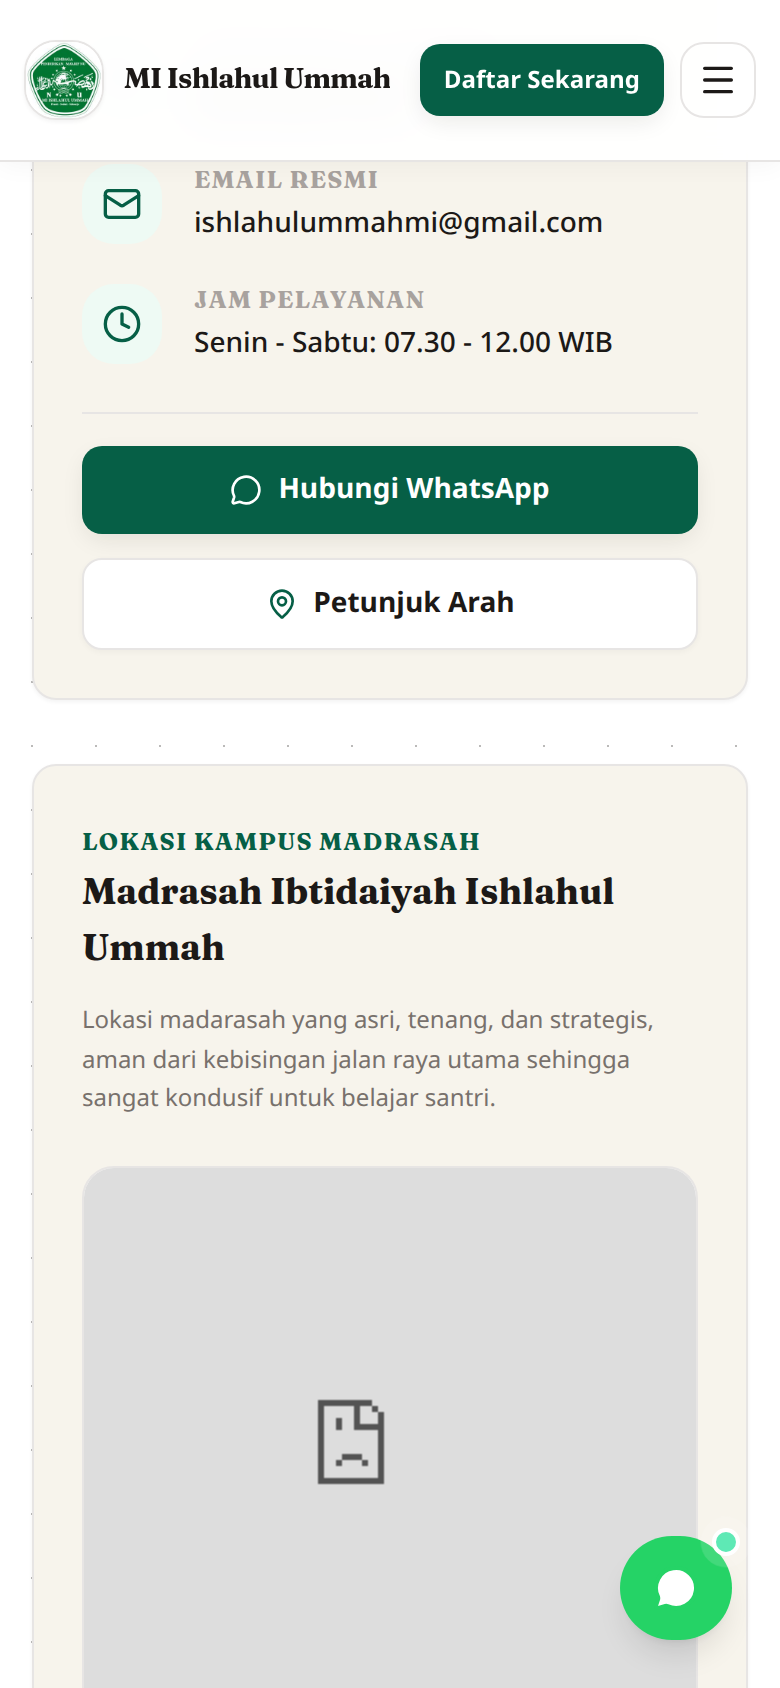 MI Ishlahul Ummah
Daftar Sekarang
EMAIL RESMI
ishlahulummahmi@gmail.com
JAM PELAYANAN
Senin - Sabtu: 07.30 - 12.00 WIB
Hubungi WhatsApp
Petunjuk Arah
LOKASI KAMPUS MADRASAH
Madrasah Ibtidaiyah Ishlahul
Ummah
Lokasi madarasah yang asri, tenang, dan strategis,
aman dari kebisingan jalan raya utama sehingga
sangat kondusif untuk belajar santri.